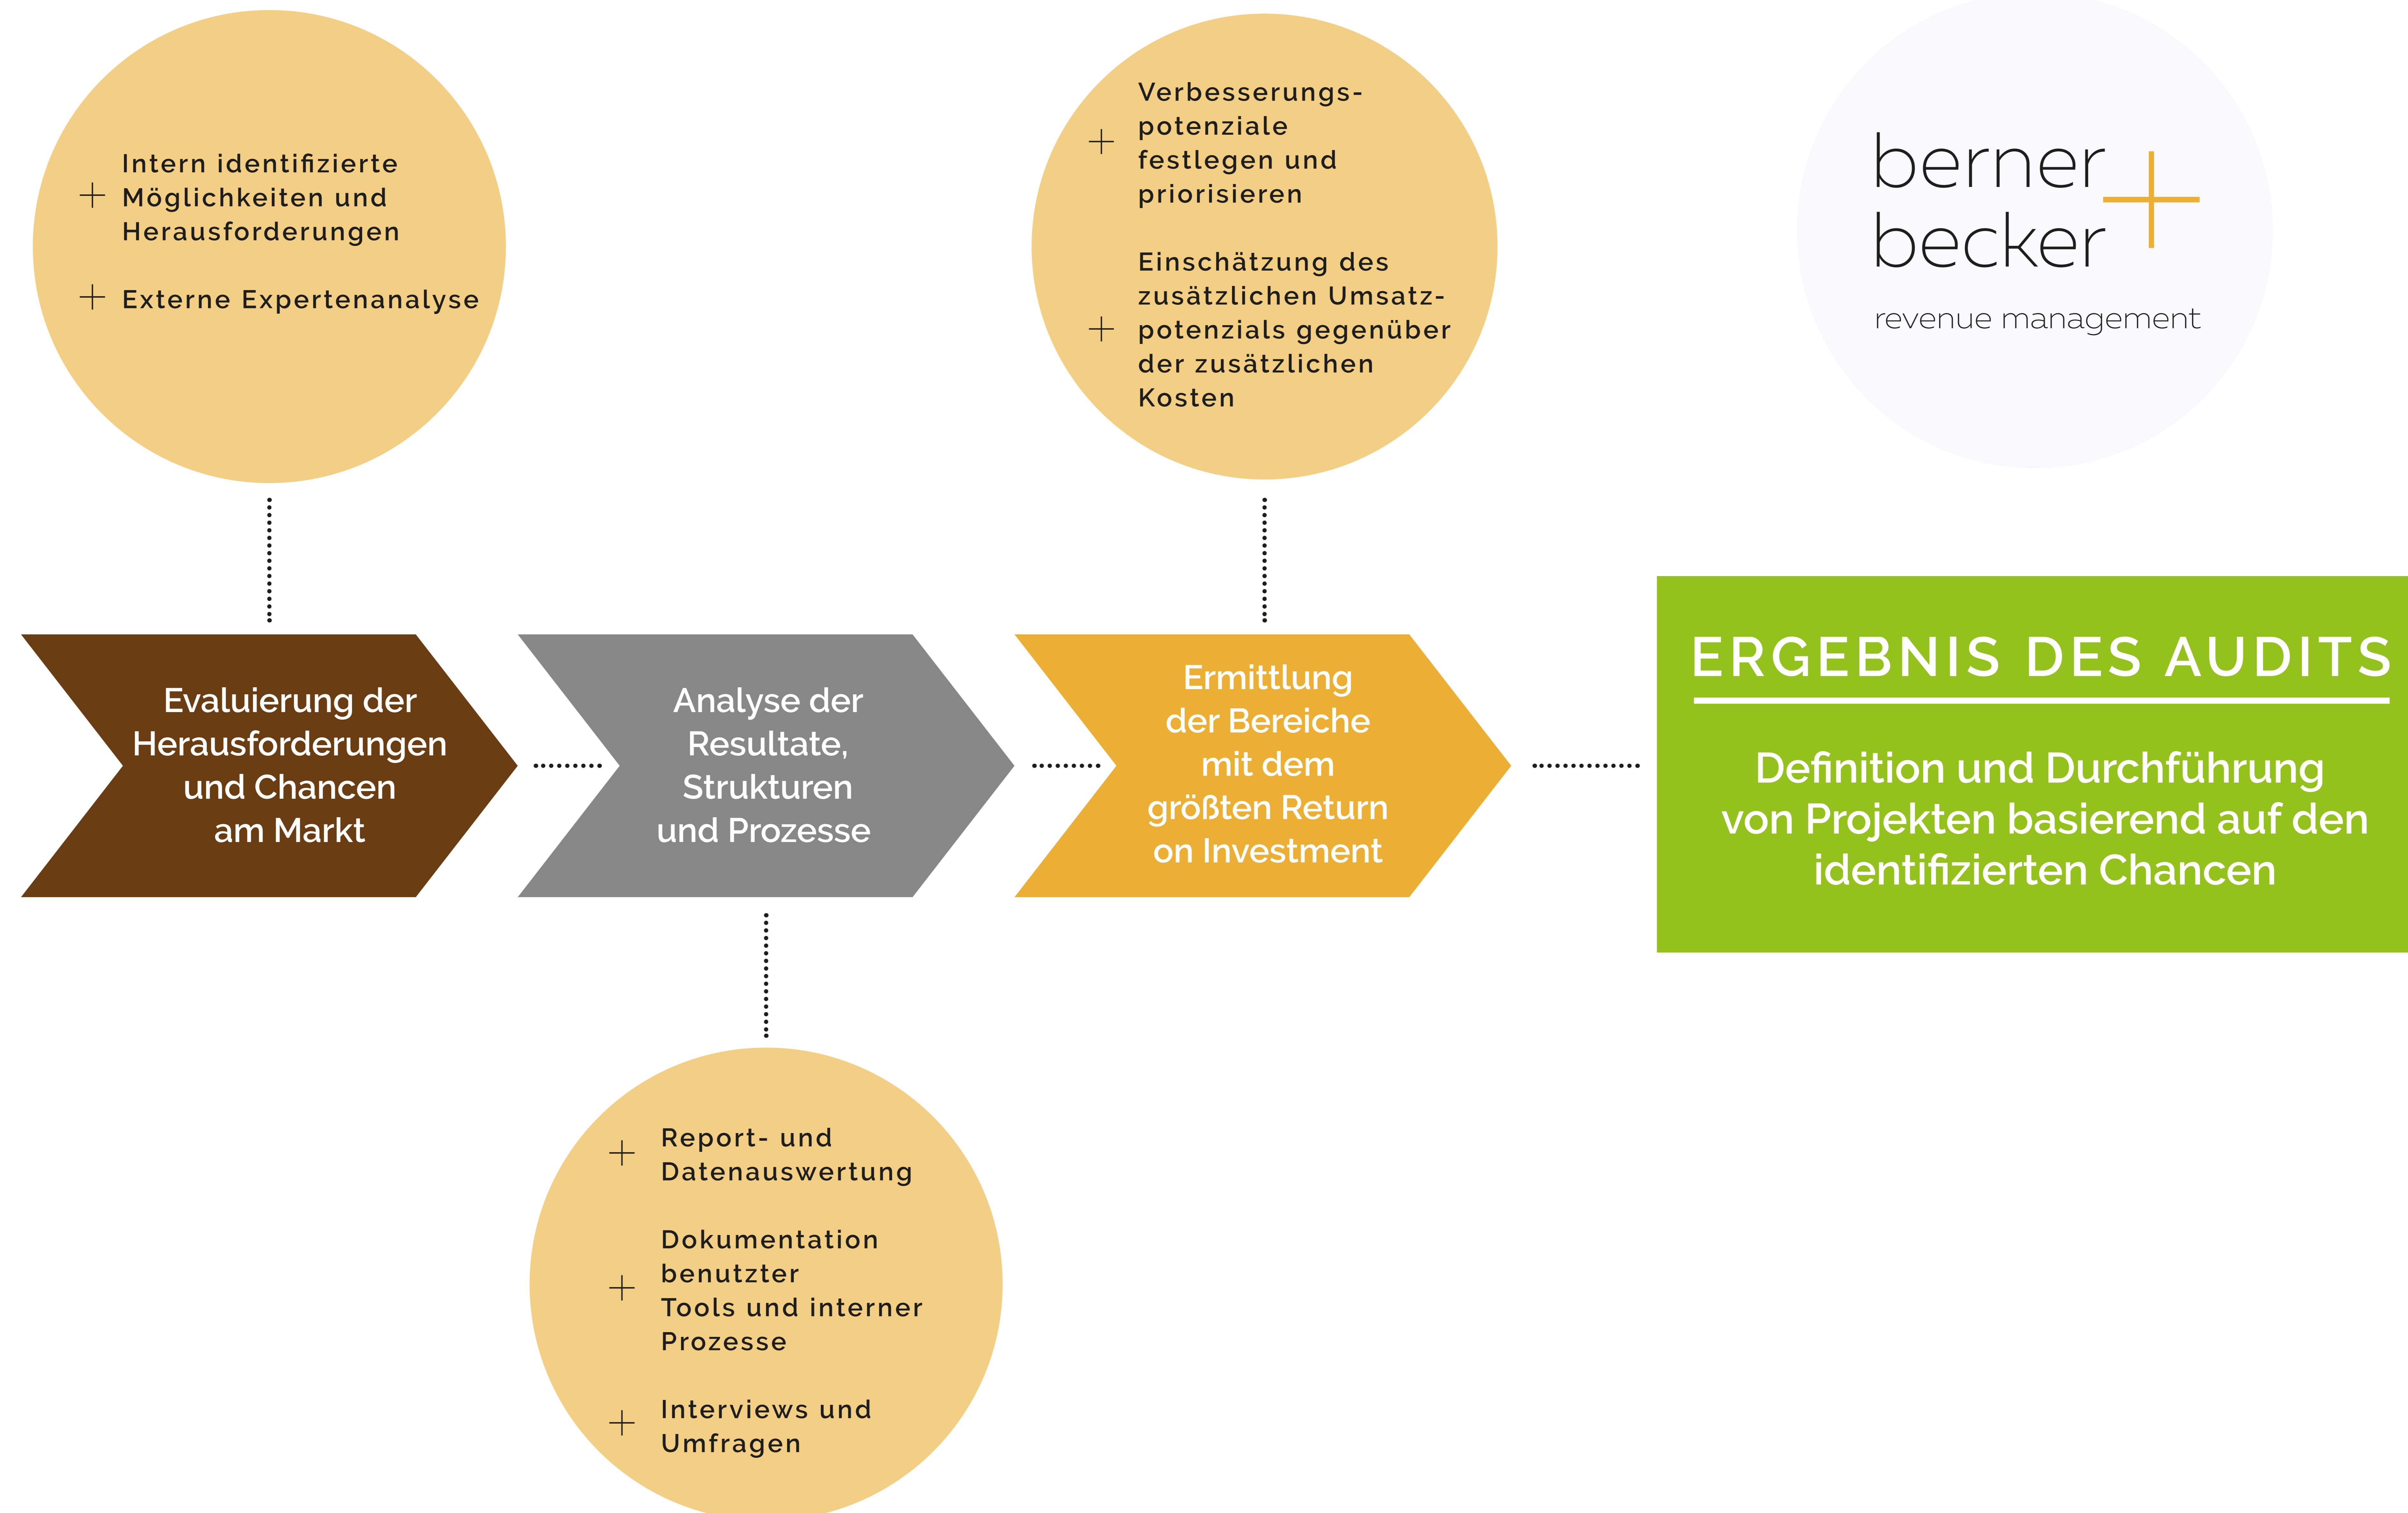 Intern identifizierte
Möglichkeiten und
Herausforderungen
Externe Expertenanalyse
Verbesserungs-
potenziale
festlegen und
priorisieren
Einschätzung des
zusätzlichen Umsatz-
potenzials gegenüber
der zusätzlichen
Kosten
berner
becker
revenue management
Evaluierung der
Herausforderungen
und Chancen
am Markt
Analyse der
Resultate,
Strukturen
und Prozesse
Ermittlung
der Bereiche
mit dem
größten Return
on Investment
ERGEBNIS DES AUDITS
Definition und Durchführung
von Projekten basierend auf den
identifizierten Chancen
Report- und
Datenauswertung
Dokumentation
benutzter
Tools und interner
Prozesse
Interviews und
Umfragen